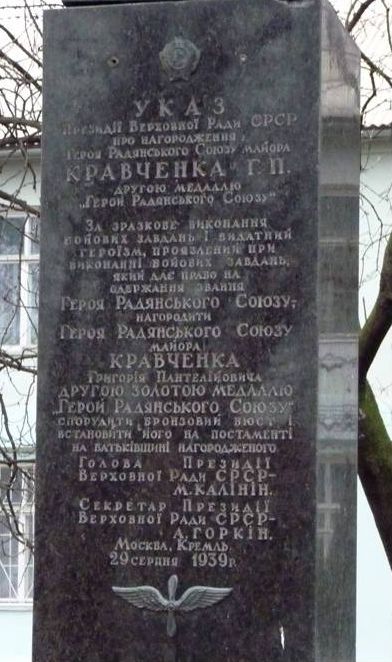 УКАЗ
Президії Верховної Ради СРСР
про нагородження
Героя Радянського Союзу майора
КРАВЧЕНКА Г.П.
другою медаллю
„Герой Радянського Союзу"
За зразкове виконання
бойових завдань і видатний
героїзм, проявлений при
виконанні бойових завдань,
який дає право на
одержання звання
Героя Радянського Союзу,
нагородити
Героя Радянського Союзу
майора
КРАВЧЕНКА
Григорія Пантелійовича
другою золотою медаллю
„Герой Радянського Союзу"
спорудити бронзовий бюст і
встановити його на постаменті
на батьківщині нагородженого.
Голова Президії
Верховної Ради СРСР-
М.КАЛІНІН.
Секретар Президії
Верховної Ради СРСР-
А.ГОРКІН.
Москва, Кремль
29 серпня 1939 р.